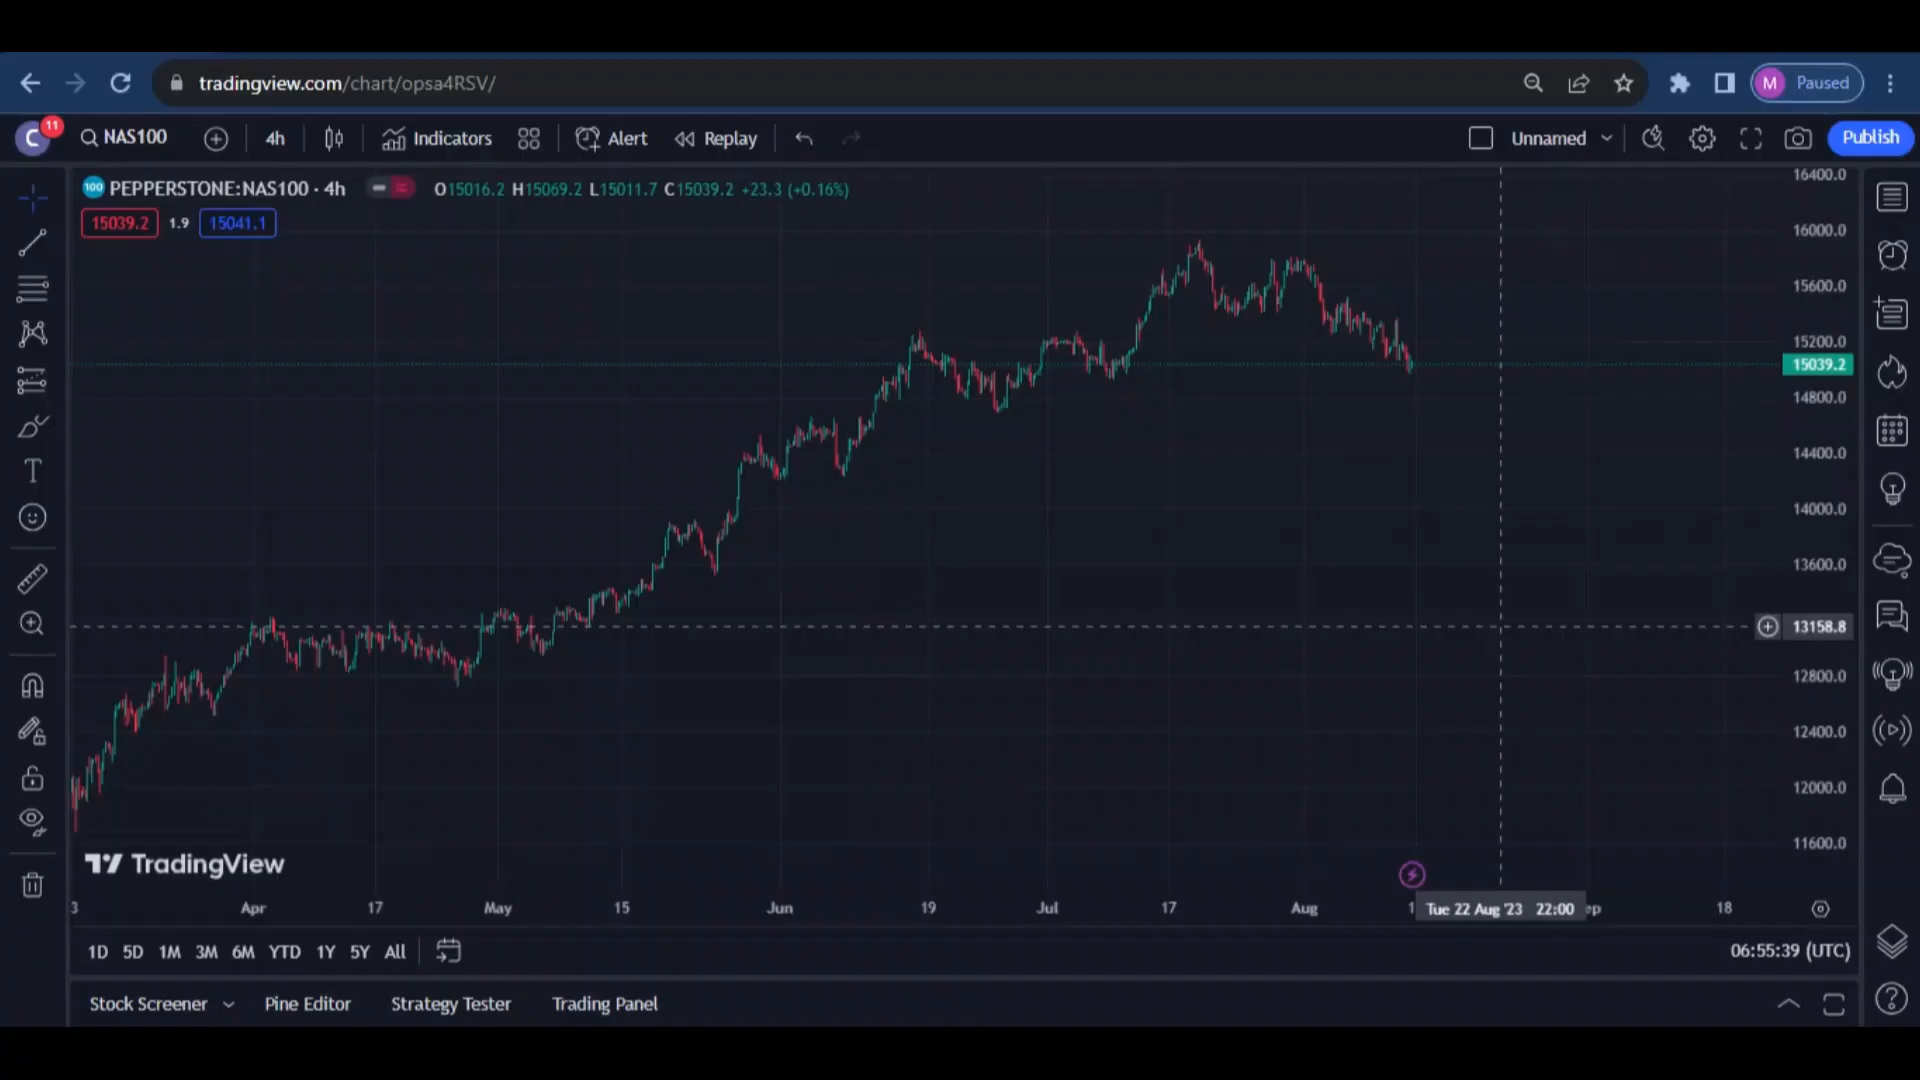 tradingview.com/chart/opsa4RSV/
M Paused
C 11 NAS100 4h Indicators Alert Replay Unnamed Publish
100 PEPPERSTONE:NAS100 · 4h O15016.2 H15069.2 L15011.7 C15039.2 +23.3 (+0.16%)
15039.2 1.9 15041.1
16400.0
16000.0
15600.0
15200.0
15039.2
14800.0
14400.0
14000.0
13600.0
13158.8
12800.0
12400.0
12000.0
11600.0
TradingView
3 Apr 17 May 15 Jun 19 Jul 17 Aug 1 Tue 22 Aug '23 22:00 ep 18
1D 5D 1M 3M 6M YTD 1Y 5Y All 06:55:39 (UTC)
Stock Screener Pine Editor Strategy Tester Trading Panel